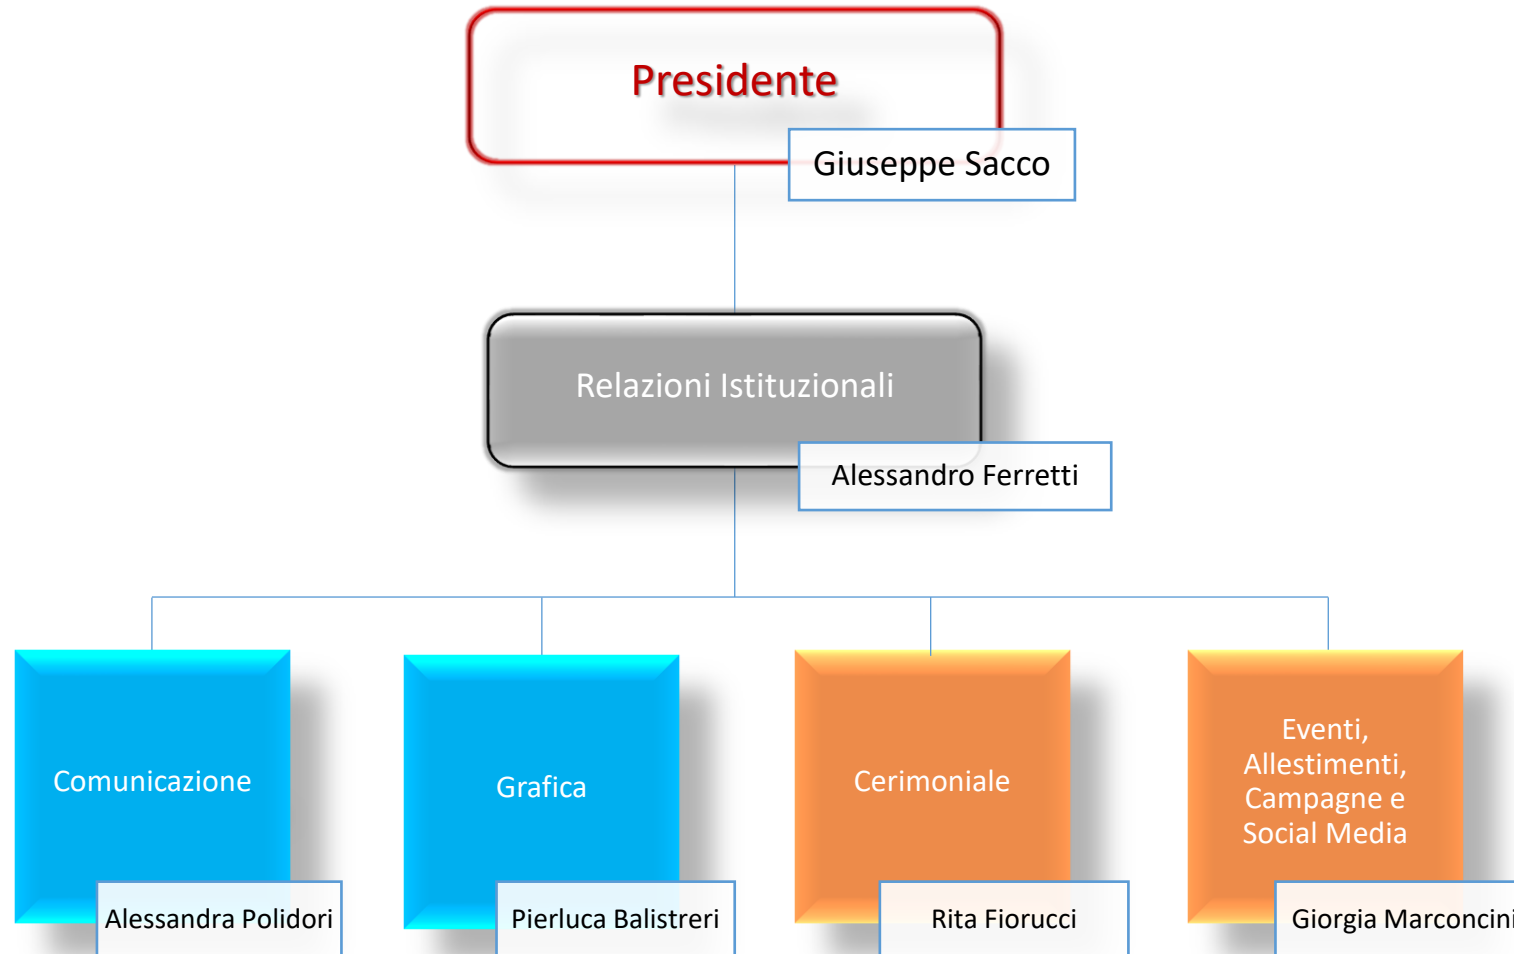 Presidente
Giuseppe Sacco
Relazioni Istituzionali
Alessandro Ferretti
Comunicazione
Alessandra Polidori
Grafica
Pierluca Balistreri
Cerimoniale
Rita Fiorucci
Eventi,
Allestimenti,
Campagne e
Social Media
Giorgia Marconcini